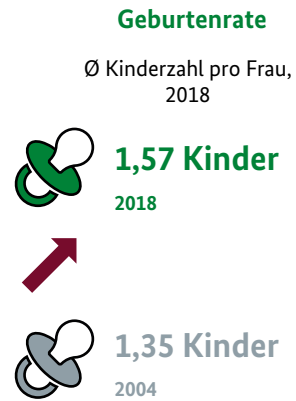 Geburtenrate
Ø Kinderzahl pro Frau,
2018
1,57 Kinder
2018
1,35 Kinder
2004